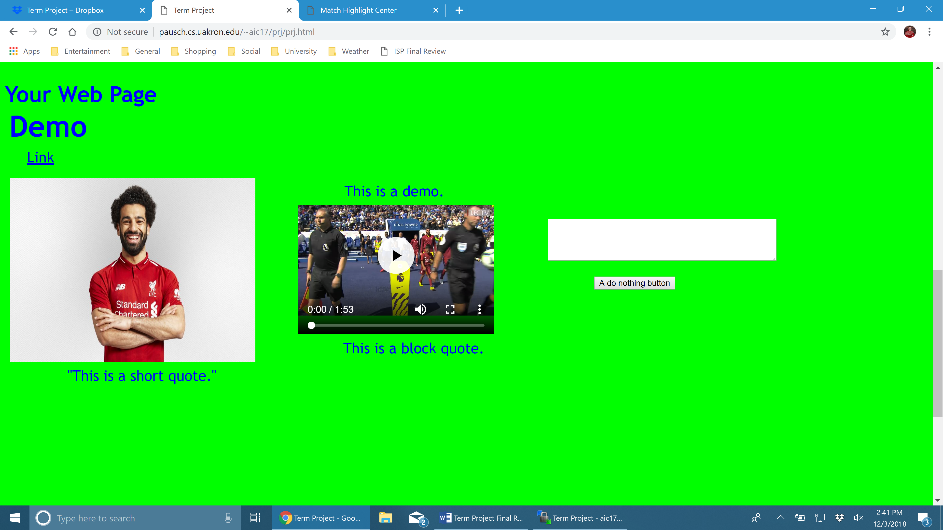 Term Project – Dropbox
Term Project
Match Highlight Center
Not secure | pausch.cs.uakron.edu/~aic17/prj/prj.html
Apps Entertainment General Shopping Social University Weather ISP Final Review
Your Web Page
Demo
Link
This is a demo.
Standard
Chartered
0:00 / 1:53
A do nothing button
This is a block quote.
"This is a short quote."
Type here to search
Term Project - Goo...
Term Project Final R...
Term Project - aic17...
2:41 PM
12/3/2018